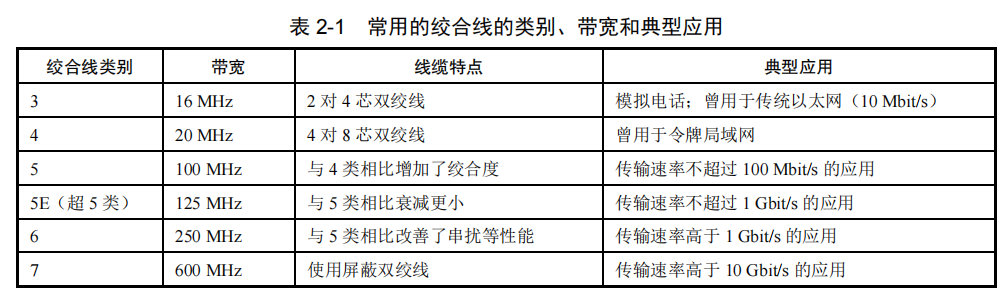 表 2-1 常用的绞合线的类别、带宽和典型应用
绞合线类别 带宽 线缆特点 典型应用
3 16 MHz 2 对 4 芯双绞线 模拟电话；曾用于传统以太网（10 Mbit/s）
4 20 MHz 4 对 8 芯双绞线 曾用于令牌局域网
5 100 MHz 与 4 类相比增加了绞合度 传输速率不超过 100 Mbit/s 的应用
5E（超 5 类） 125 MHz 与 5 类相比衰减更小 传输速率不超过 1 Gbit/s 的应用
6 250 MHz 与 5 类相比改善了串扰等性能 传输速率高于 1 Gbit/s 的应用
7 600 MHz 使用屏蔽双绞线 传输速率高于 10 Gbit/s 的应用